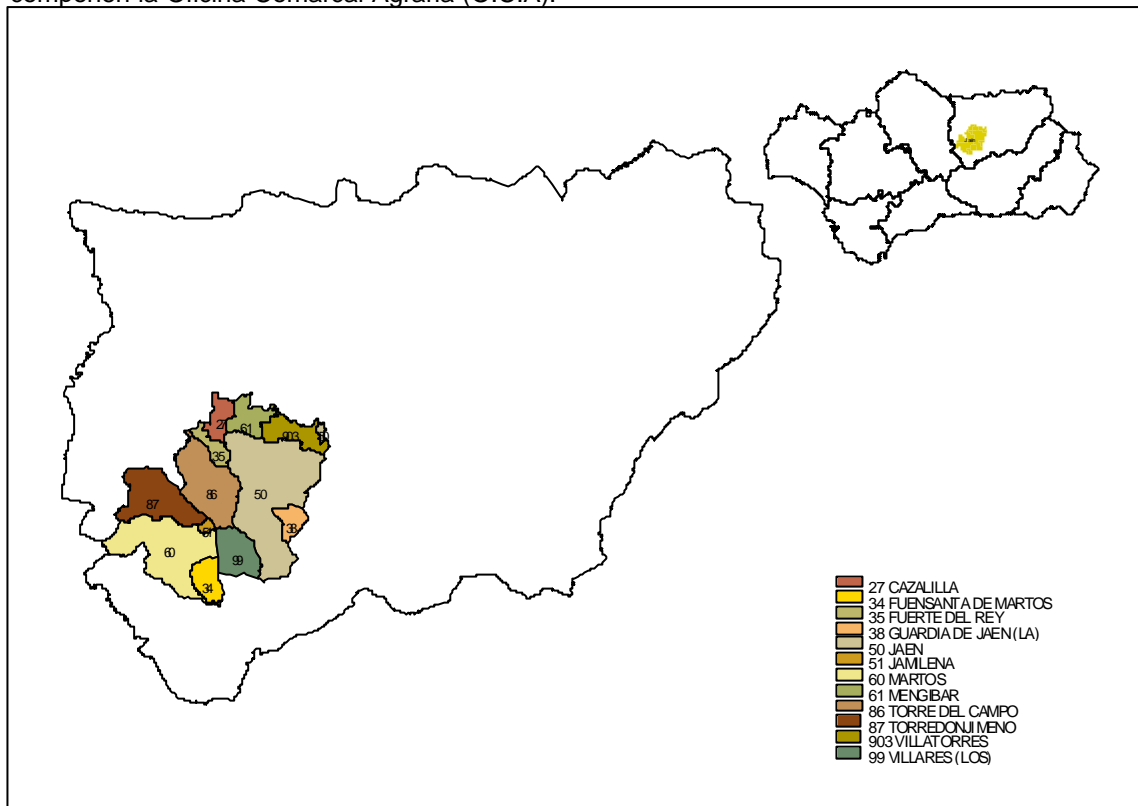 componen la Oficina Comarcal Agraria (O.C.A).
27
61
903
50
35
86
50
87
38
51
60
99
34
27 CAZALILLA
34 FUENSANTA DE MARTOS
35 FUERTE DEL REY
38 GUARDIA DE JAEN (LA)
50 JAEN
51 JAMILENA
60 MARTOS
61 MENGIBAR
86 TORRE DEL CAMPO
87 TORREDONJIMENO
903 VILLATORRES
99 VILLARES (LOS)